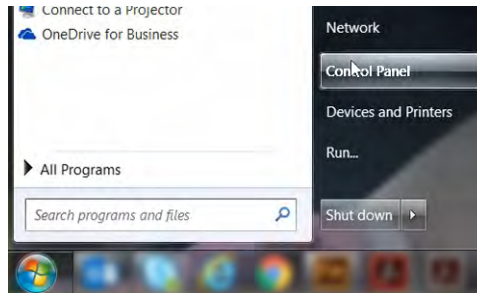 Connect to a Projector
OneDrive for Business
All Programs
Search programs and files
Network
Control Panel
Devices and Printers
Run...
Shut down